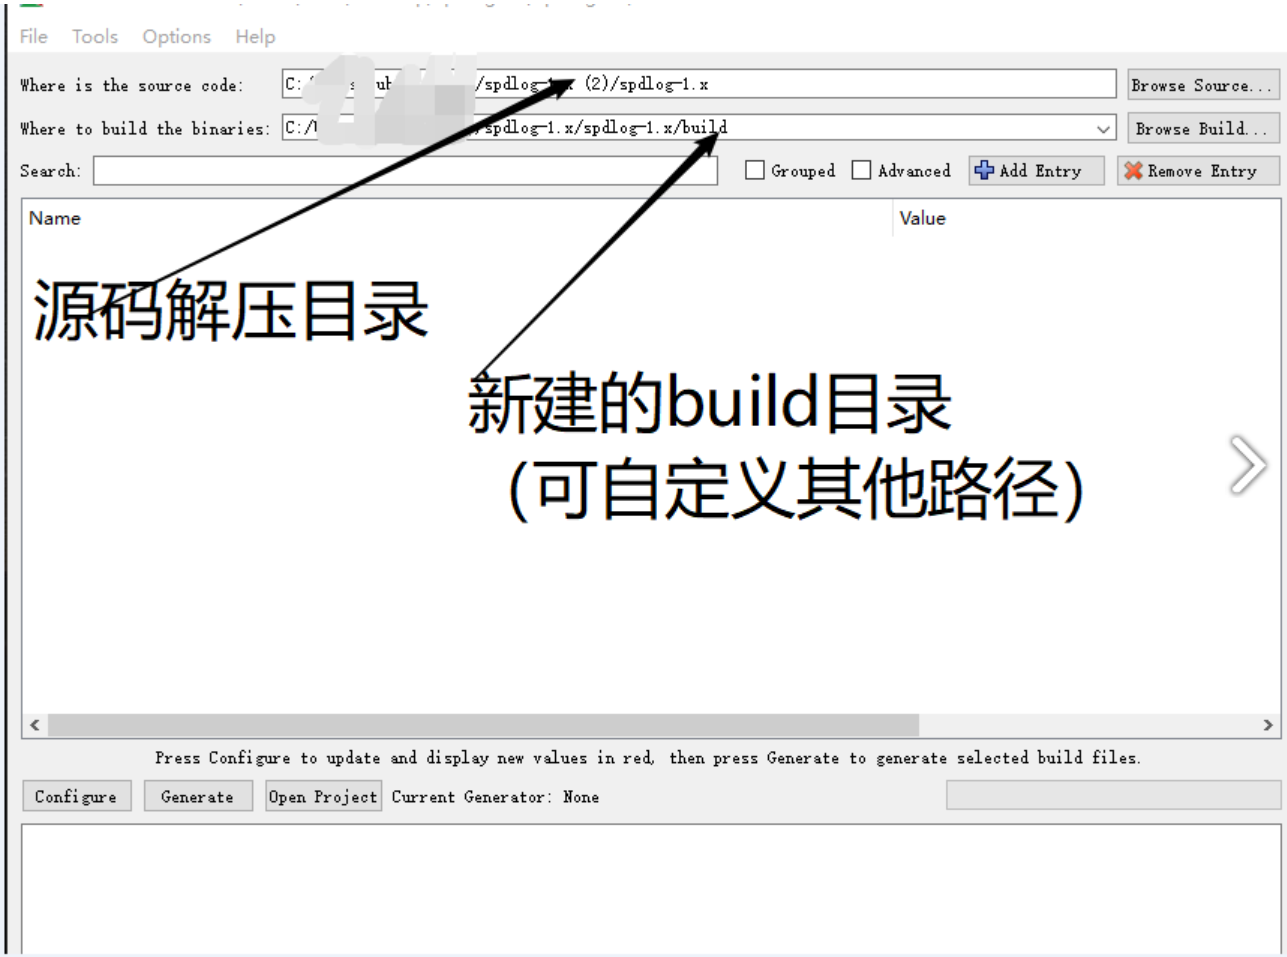 File Tools Options Help
Where is the source code: C:/ /spdlog-1.x (2)/spdlog-1.x Browse Source...
Where to build the binaries: C:/ /spdlog-1.x/spdlog-1.x/build Browse Build...
Search: Grouped Advanced Add Entry Remove Entry
Name Value
源码解压目录
新建的build目录
（可自定义其他路径）
Press Configure to update and display new values in red, then press Generate to generate selected build files.
Configure Generate Open Project Current Generator: None